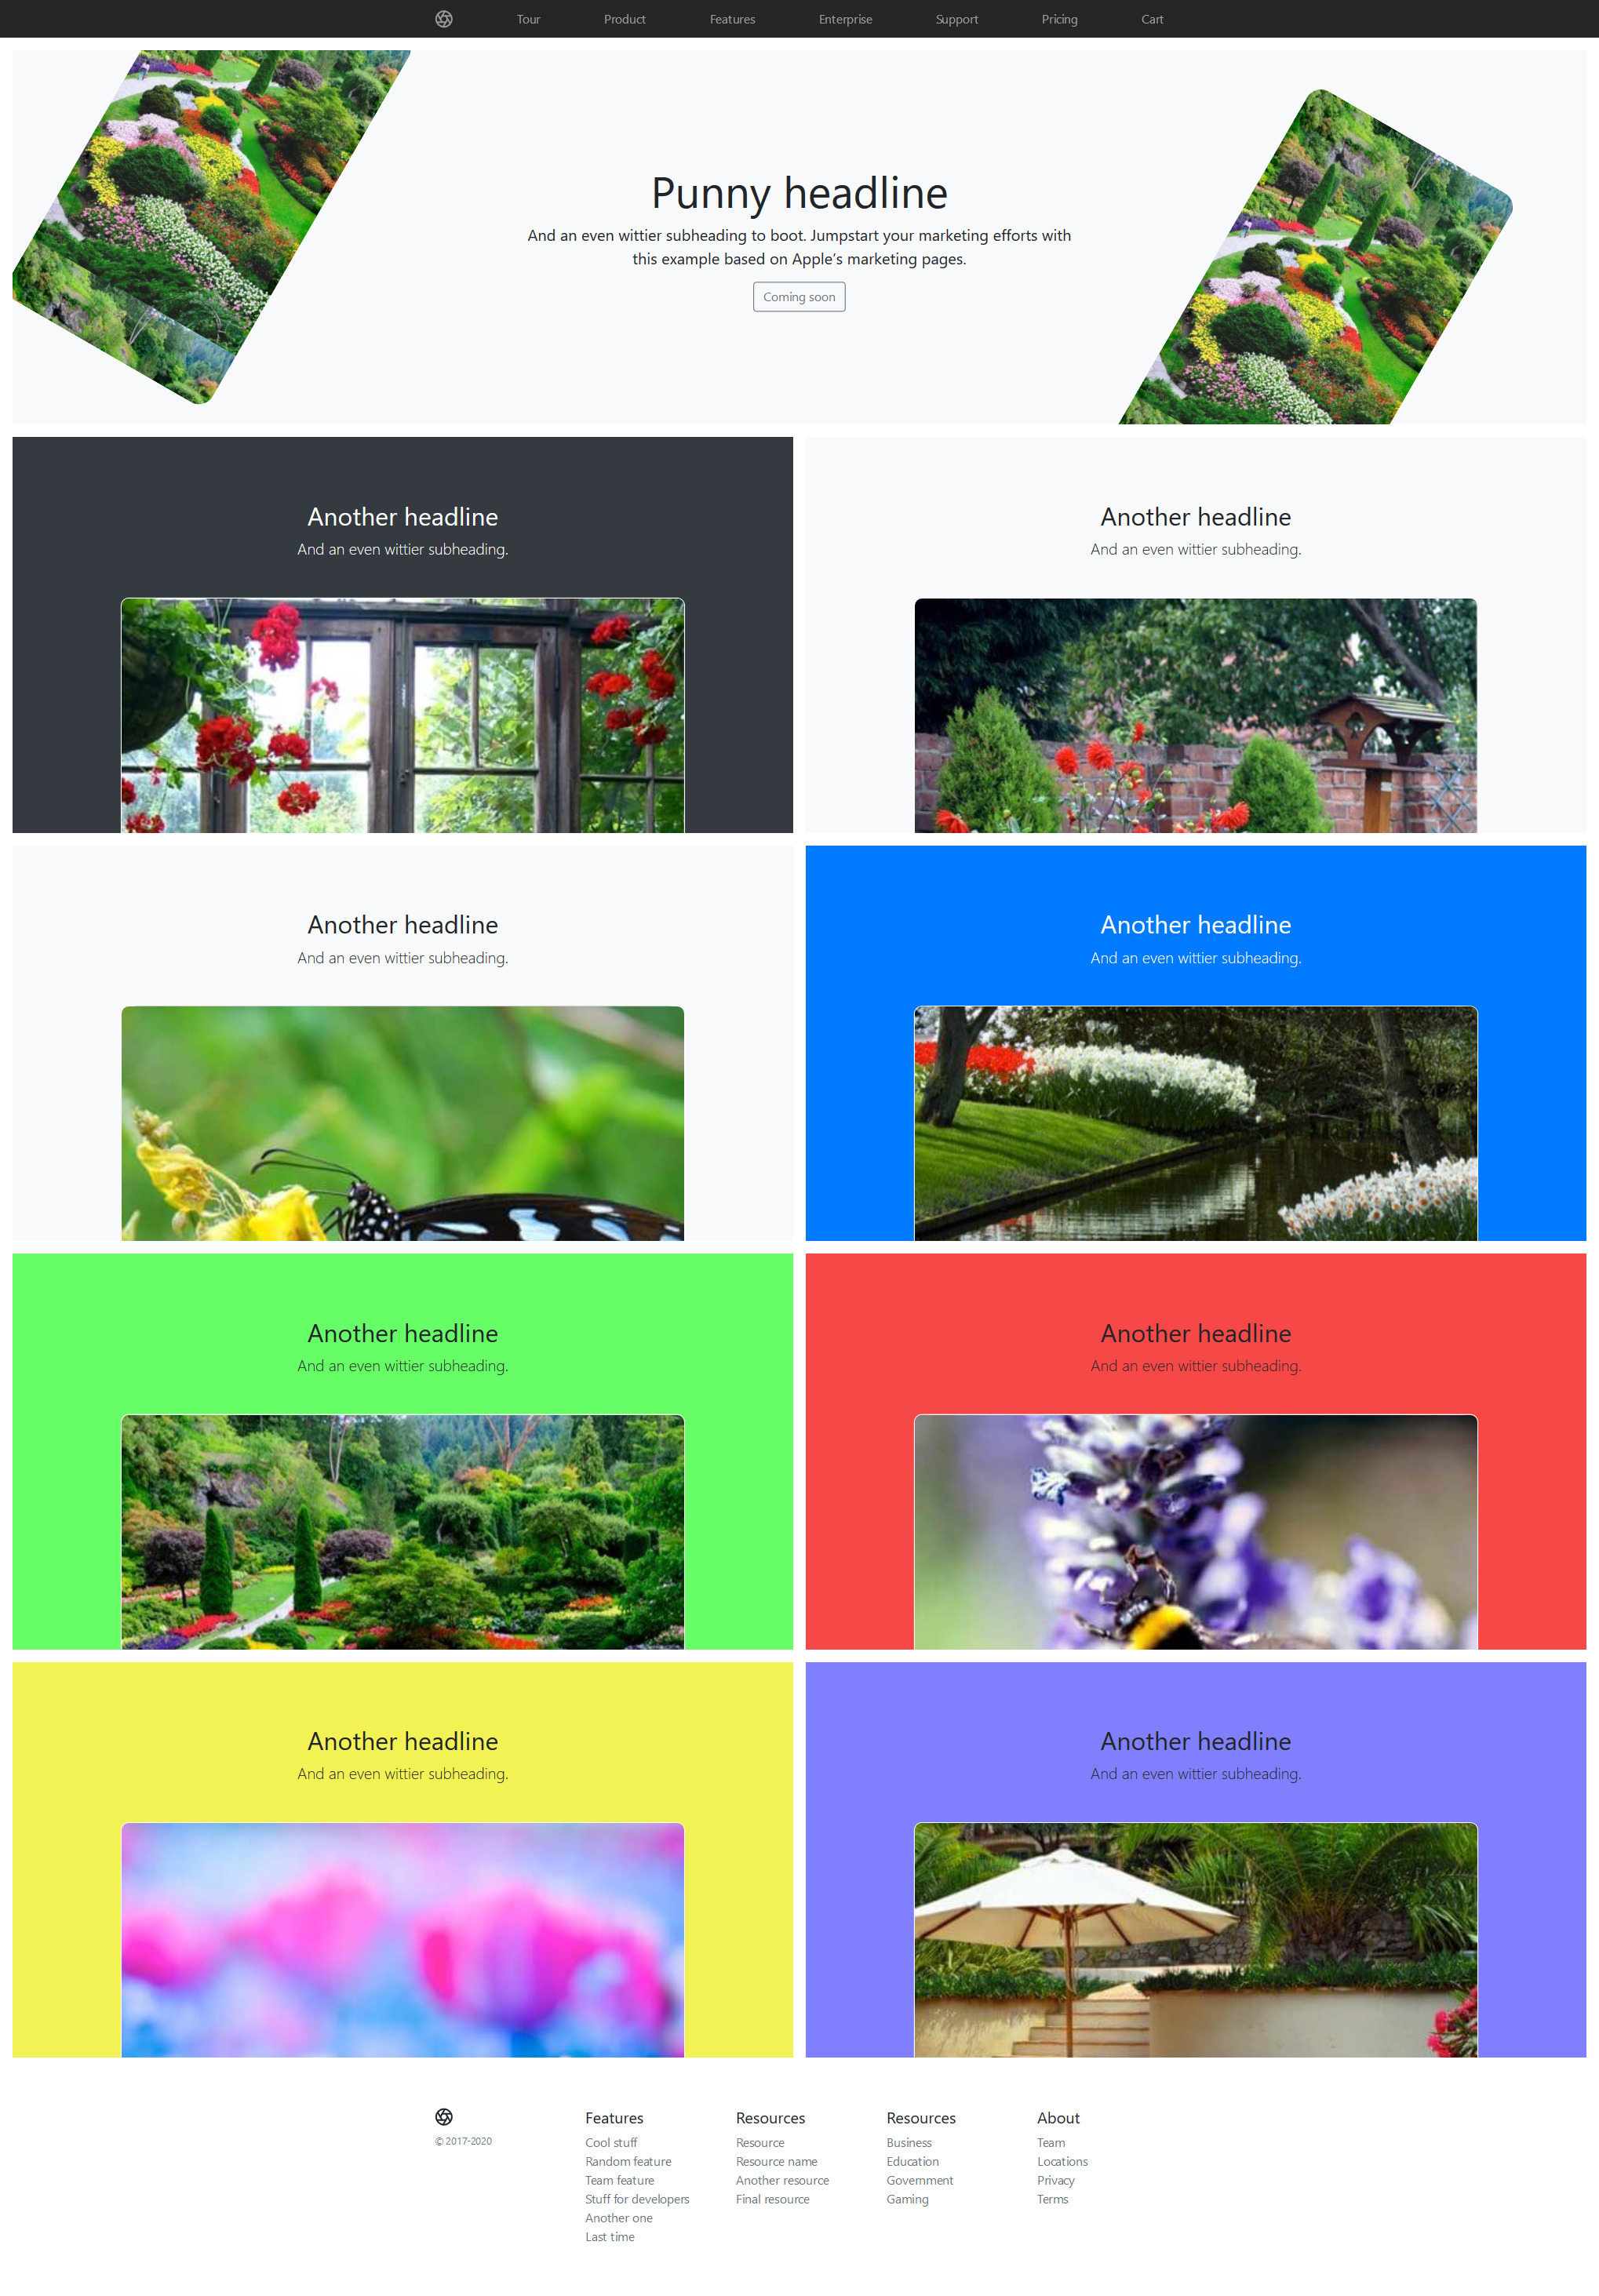 Tour Product Features Enterprise Support Pricing Cart
Punny headline
And an even wittier subheading to boot. Jumpstart your marketing efforts with
this example based on Apple’s marketing pages.
Coming soon
Another headline
And an even wittier subheading.
Another headline
And an even wittier subheading.
Another headline
And an even wittier subheading.
Another headline
And an even wittier subheading.
Another headline
And an even wittier subheading.
Another headline
And an even wittier subheading.
Another headline
And an even wittier subheading.
Another headline
And an even wittier subheading.
© 2017-2020
Features
Cool stuff
Random feature
Team feature
Stuff for developers
Another one
Last time
Resources
Resource
Resource name
Another resource
Final resource
Resources
Business
Education
Government
Gaming
About
Team
Locations
Privacy
Terms